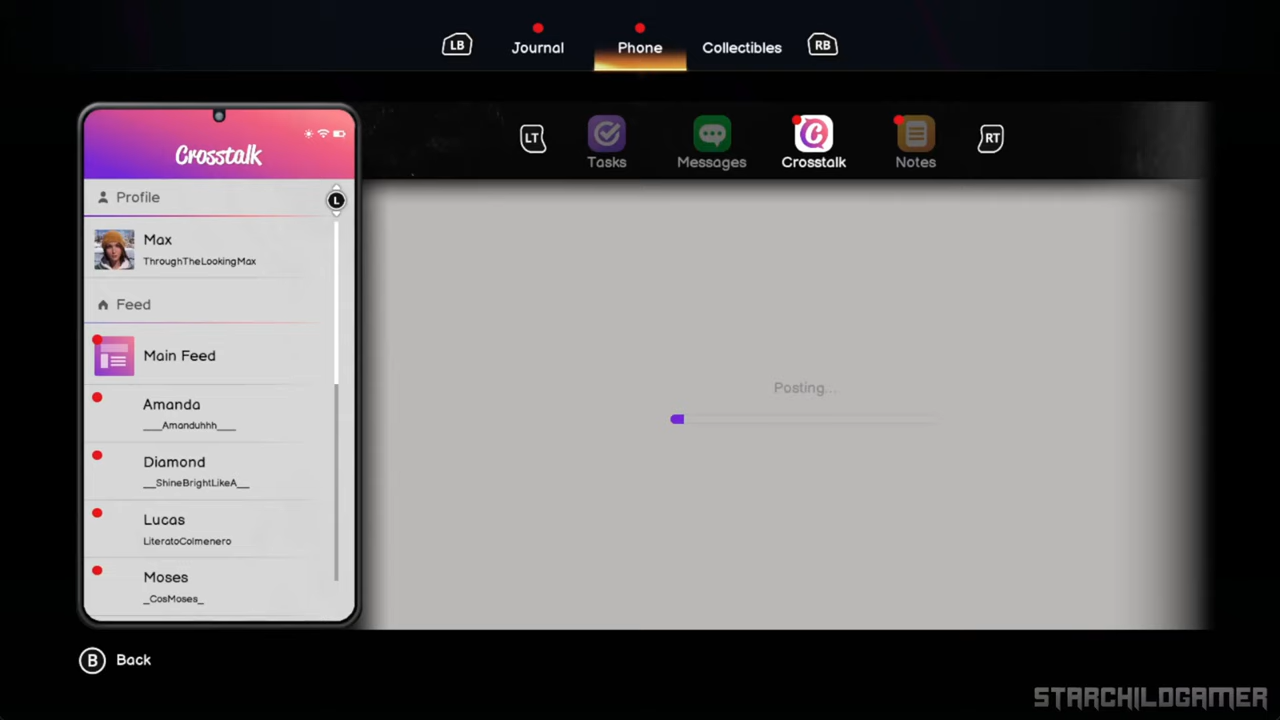 LB Journal Phone Collectibles RB
Crosstalk
LT Tasks Messages Crosstalk Notes RT
Profile
L
Max
ThroughTheLookingMax
Feed
Main Feed
Amanda
___Amanduhhh___
Diamond
__ShineBrightLikeA__
Lucas
LiteratoColmenero
Moses
_CosMoses_
Posting...
B Back
STARCHILDGAMER